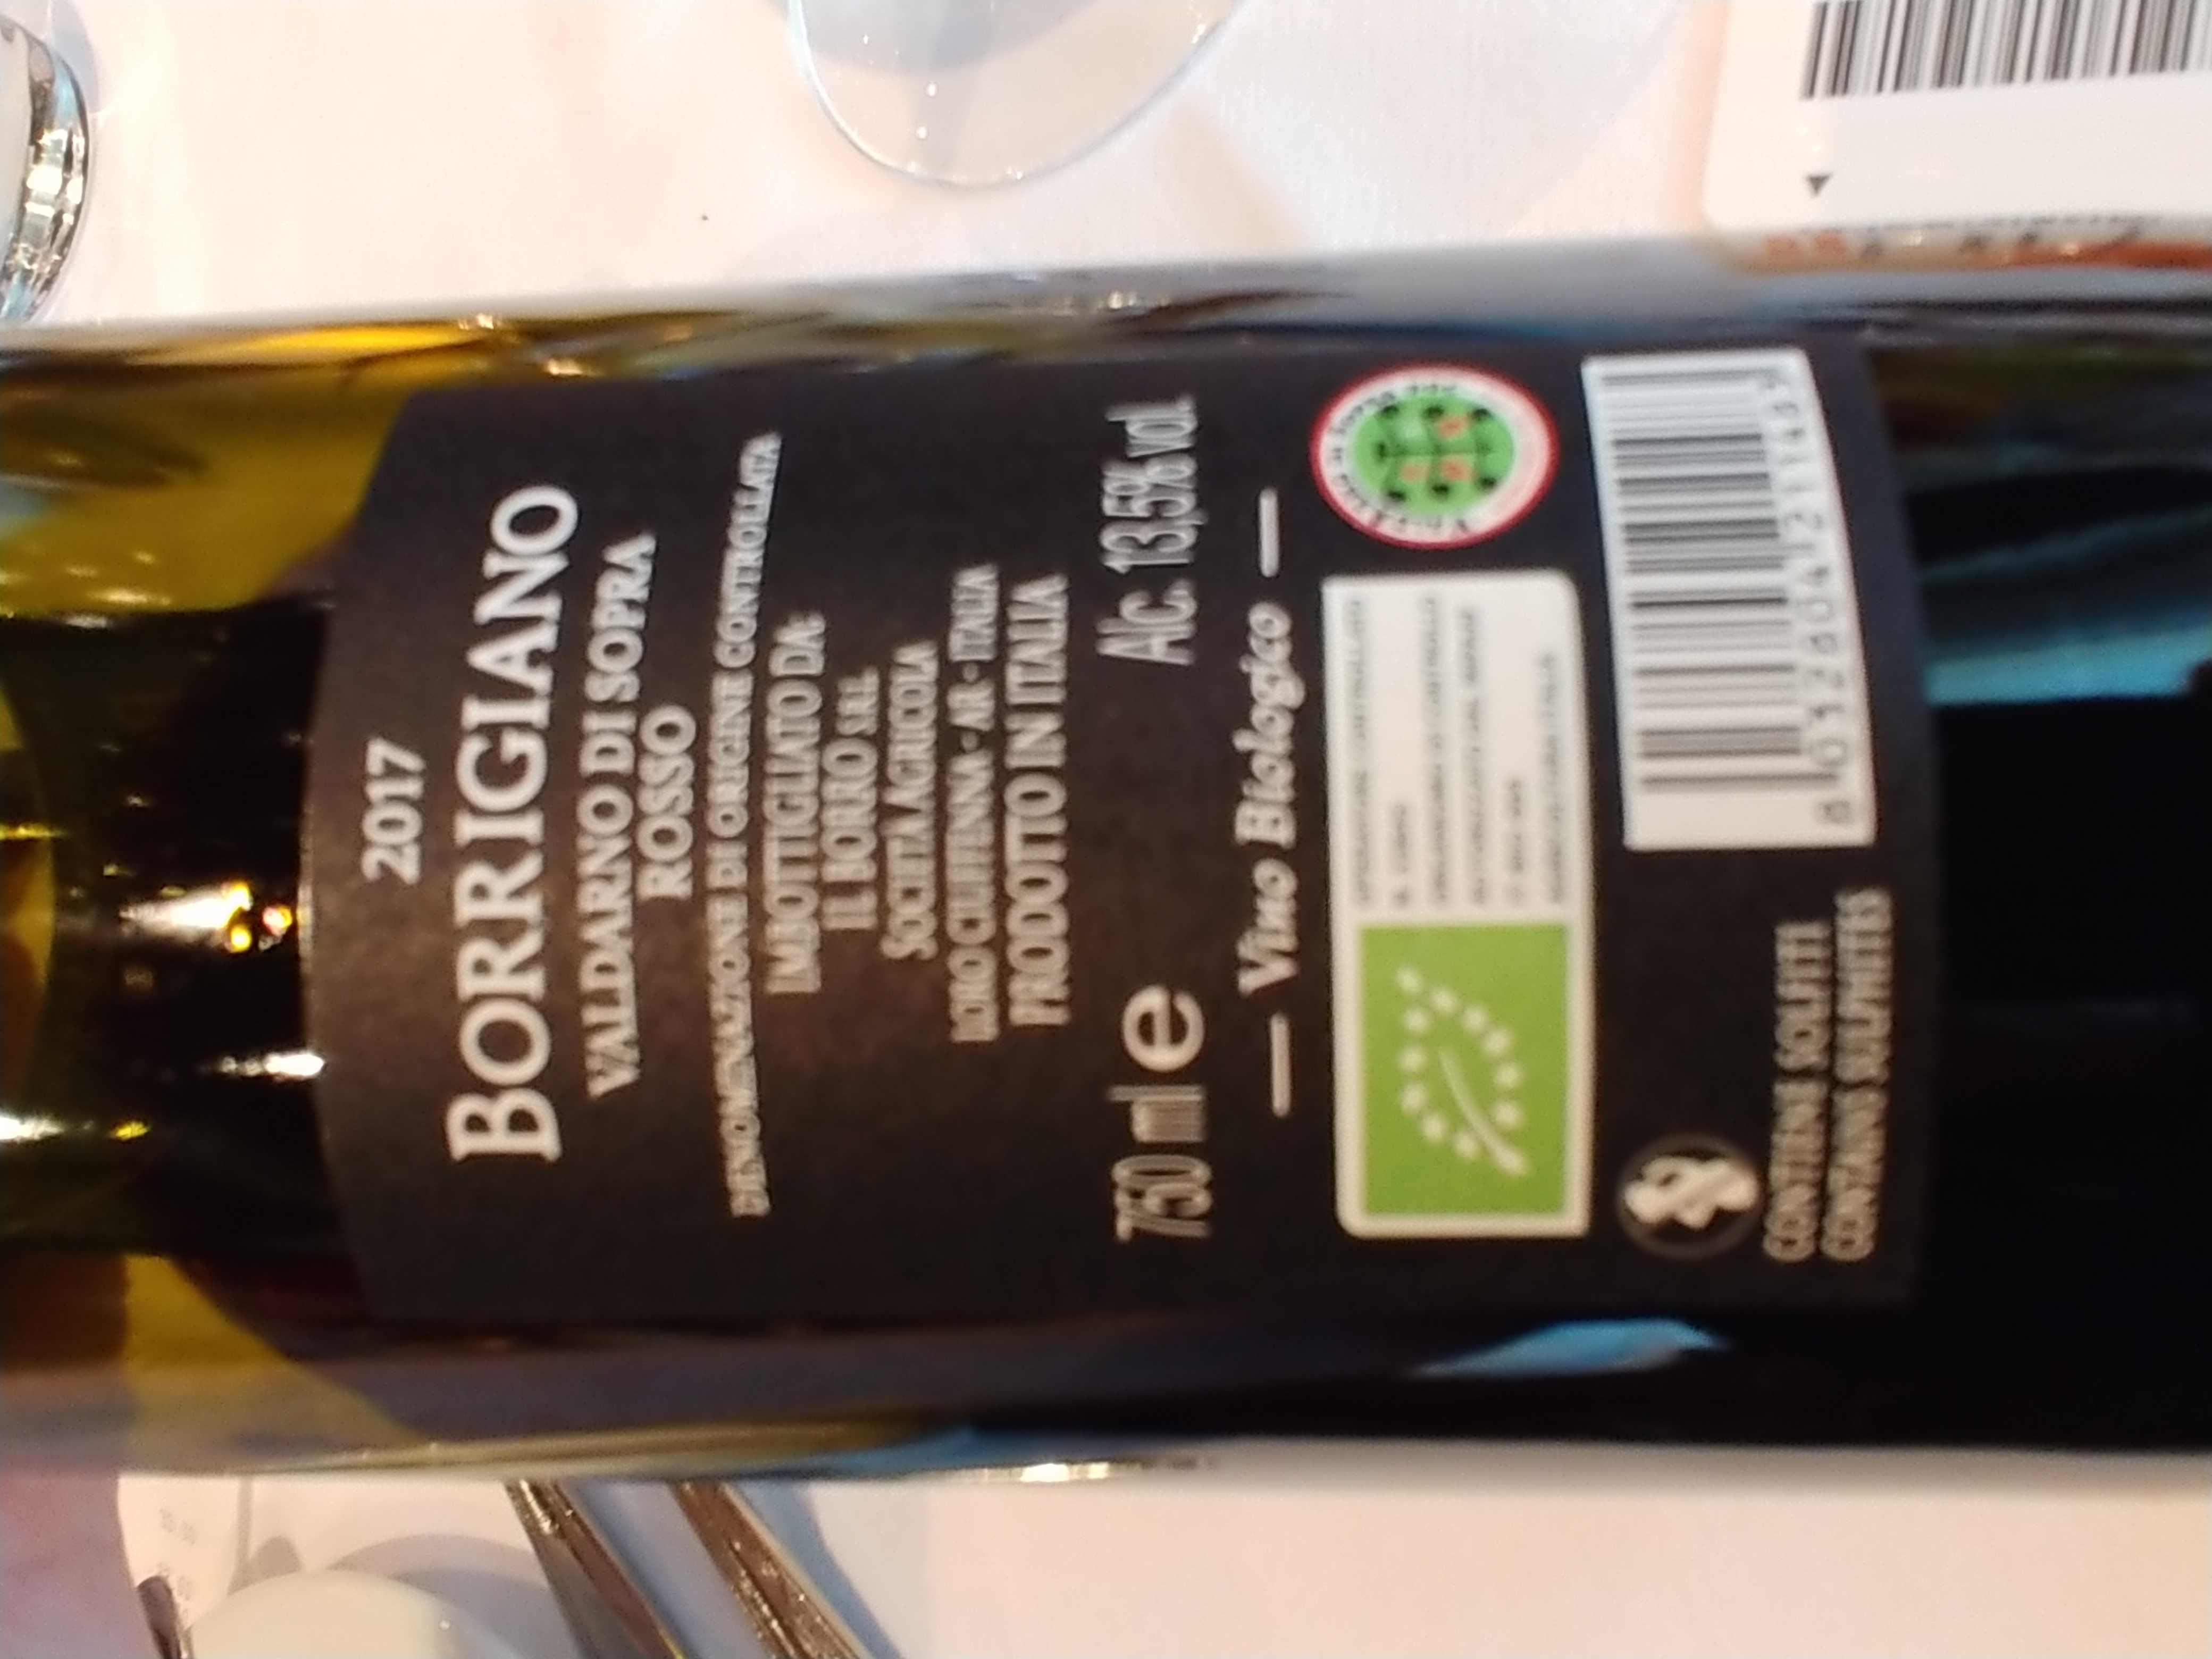 2017
BORRIGIANO
VALDARNO DI SOPRA
ROSSO
DENOMINAZIONE DI ORIGINE CONTROLLATA
IMBOTTIGLIATO DA:
IL BORRO S.R.L.
SOCIETÀ AGRICOLA
LORO CIUFFENNA - AR - ITALIA
PRODOTTO IN ITALIA
750 ml e Alc. 13,5% vol.
Vino Biologico
CONTIENE SOLFITI
CONTAINS SULPHITES